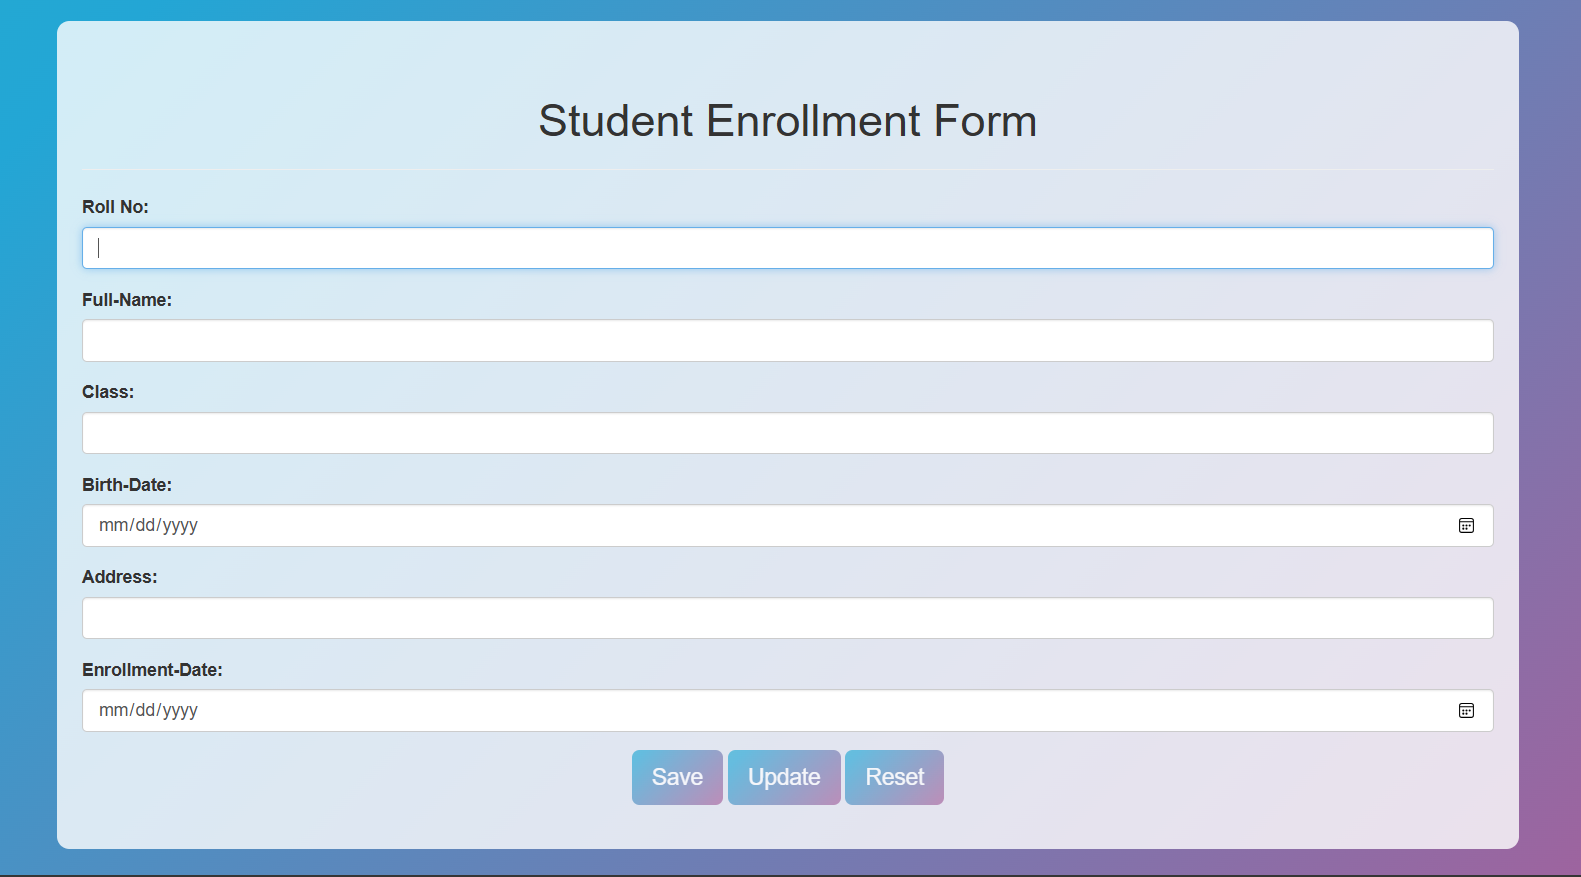 Student Enrollment Form
Roll No:
Full-Name:
Class:
Birth-Date:
mm/dd/yyyy
Address:
Enrollment-Date:
mm/dd/yyyy
Save Update Reset